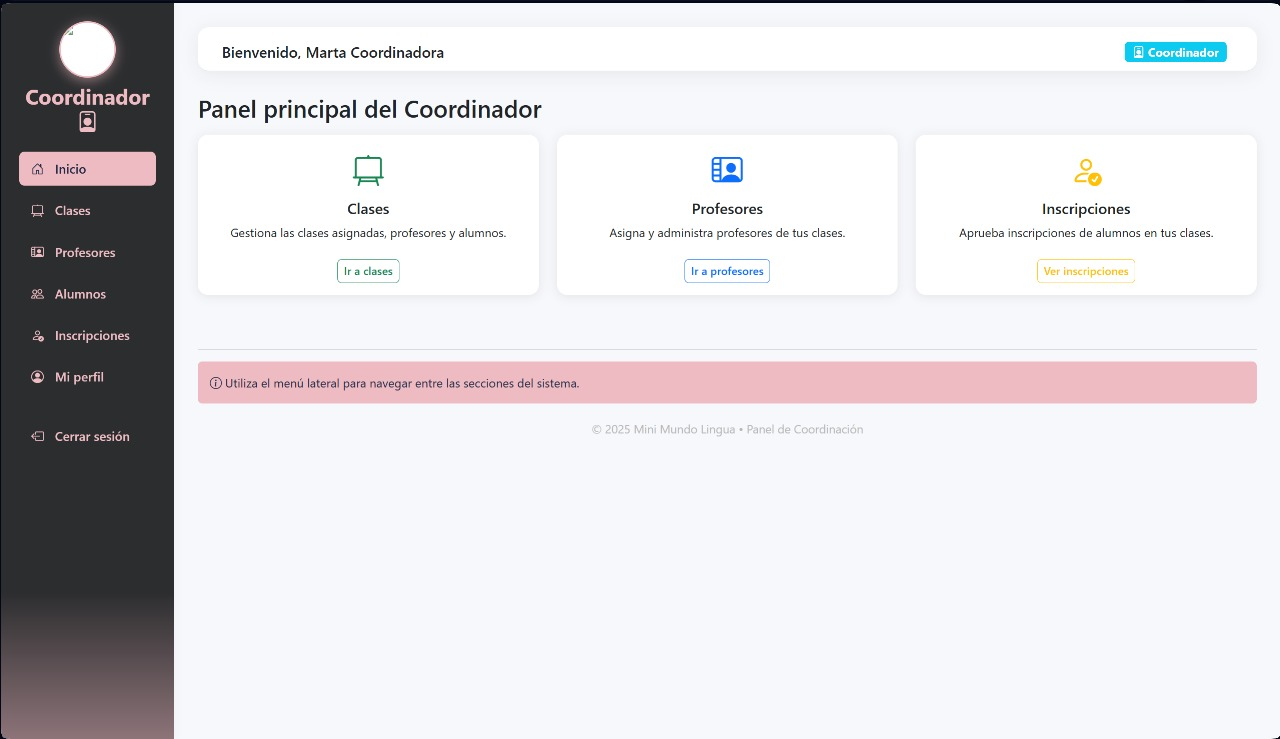 Coordinador
Inicio
Clases
Profesores
Alumnos
Inscripciones
Mi perfil
Cerrar sesión
Bienvenido, Marta Coordinadora
Coordinador
Panel principal del Coordinador
Clases
Gestiona las clases asignadas, profesores y alumnos.
Ir a clases
Profesores
Asigna y administra profesores de tus clases.
Ir a profesores
Inscripciones
Aprueba inscripciones de alumnos en tus clases.
Ver inscripciones
Utiliza el menú lateral para navegar entre las secciones del sistema.
© 2025 Mini Mundo Lingua • Panel de Coordinación